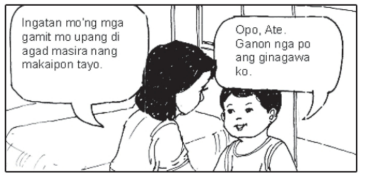 Ingatan mo'ng mga
gamit mo upang di
agad masira nang
makaipon tayo.
Opo, Ate.
Ganon nga po
ang ginagawa
ko.